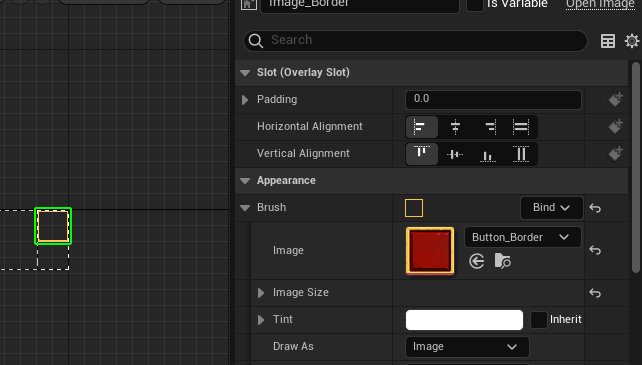 Image_Border
Is Variable
Open Image
Search
Slot (Overlay Slot)
Padding
0.0
Horizontal Alignment
Vertical Alignment
Appearance
Brush
Bind
Image
Button_Border
Image Size
Tint
Inherit
Draw As
Image